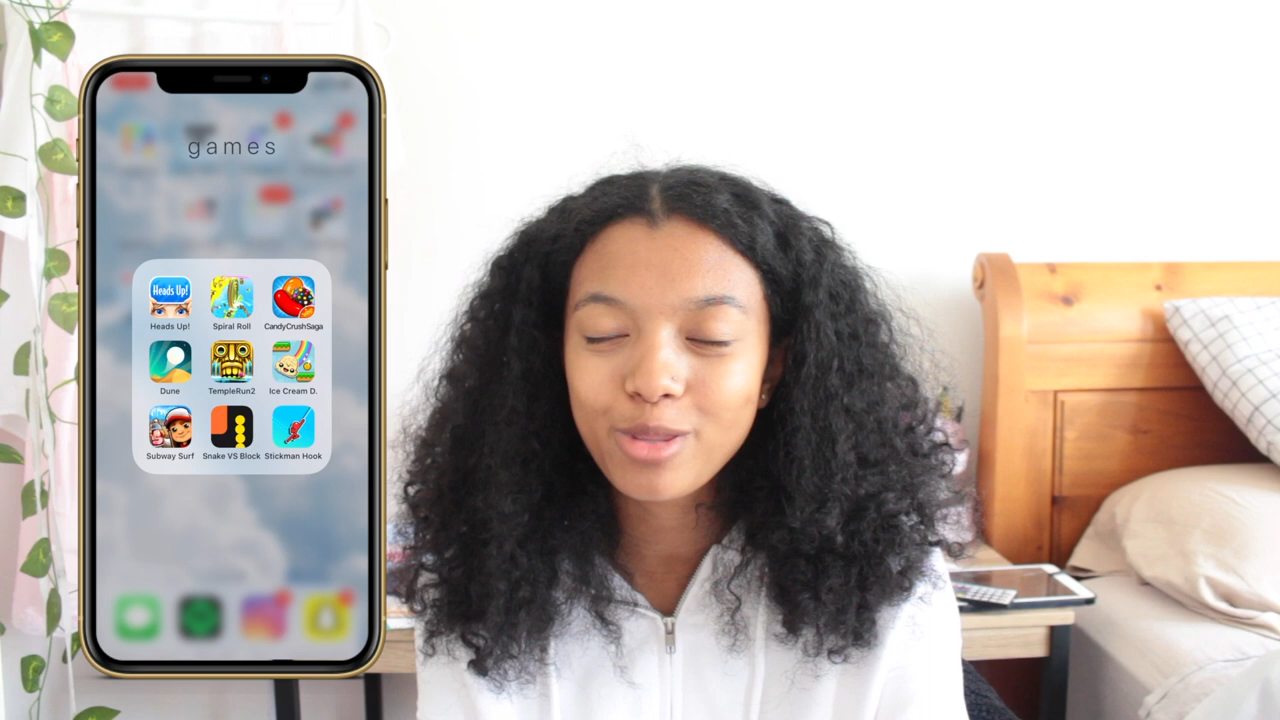 games
Heads Up!
Heads Up! Spiral Roll CandyCrushSaga
Dune TempleRun2 Ice Cream D.
Subway Surf Snake VS Block Stickman Hook